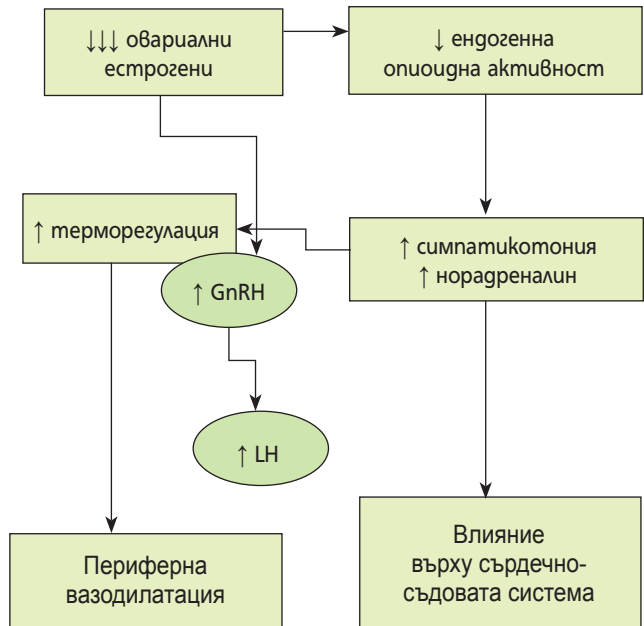 ↓↓↓ овариални
естрогени
↓ ендогенна
опиоидна активност
↑ терморегулация
↑ симпатикотония
↑ норадреналин
↑ GnRH
↑ LH
Периферна
вазодилатация
Влияние
върху сърдечно-
съдовата система